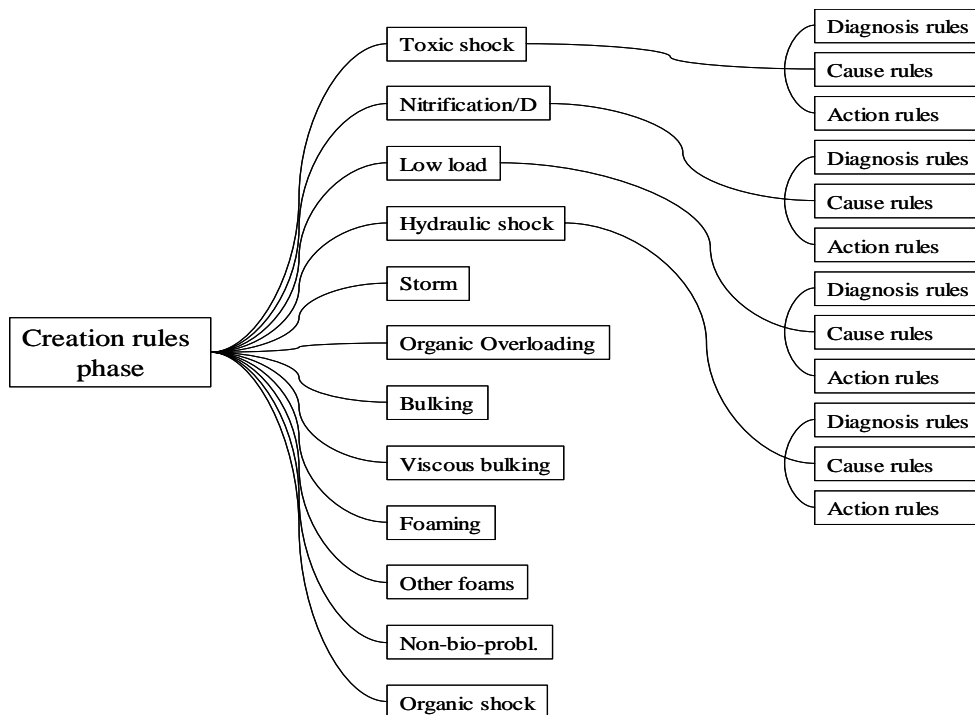 Creation rules
phase
Toxic shock
Nitrification/D
Low load
Hydraulic shock
Storm
Organic Overloading
Bulking
Viscous bulking
Foaming
Other foams
Non-bio-probl.
Organic shock
Diagnosis rules
Cause rules
Action rules
Diagnosis rules
Cause rules
Action rules
Diagnosis rules
Cause rules
Action rules
Diagnosis rules
Cause rules
Action rules